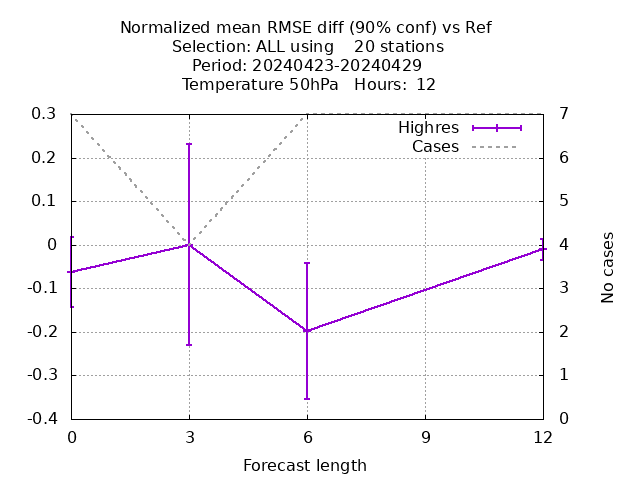 Normalized mean RMSE diff (90% conf) vs Ref
Selection: ALL using    20 stations
Period: 20240423-20240429
Temperature 50hPa   Hours:  12
Highres
Cases
0.3
0.2
0.1
0
-0.1
-0.2
-0.3
-0.4
7
6
5
4
3
2
1
0
No cases
0 3 6 9 12
Forecast length